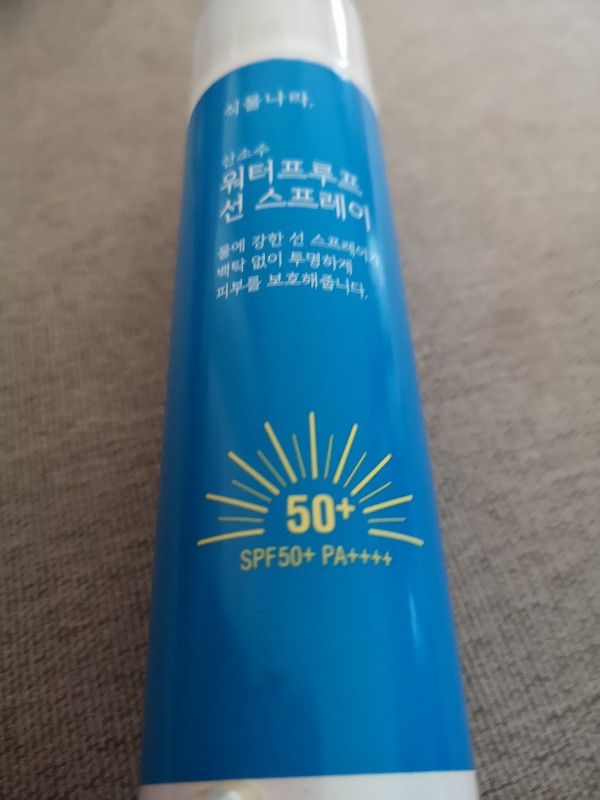 식물나라,
산소수
워터프루프
선 스프레이
물에 강한 선 스프레이가
백탁 없이 투명하게
피부를 보호해줍니다,
50+
SPF50+ PA++++